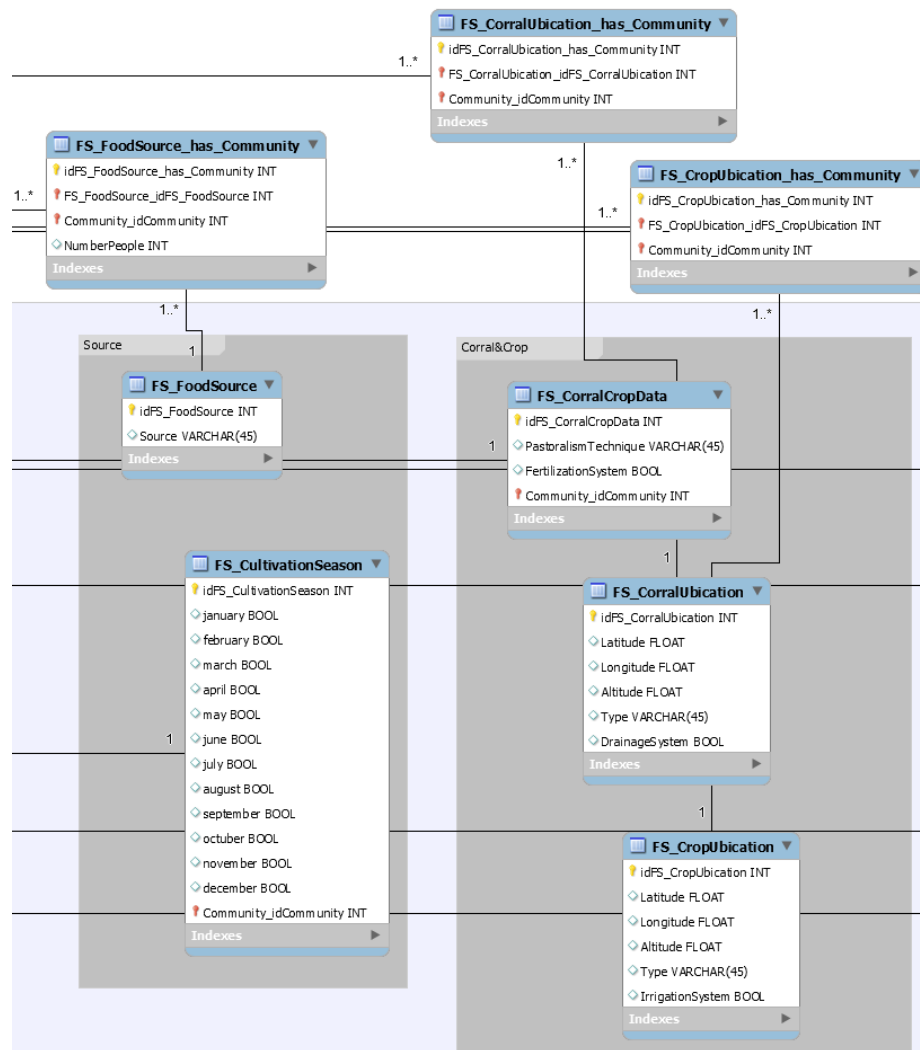 FS_CorralUbication_has_Community
idFS_CorralUbication_has_Community INT
FS_CorralUbication_idFS_CorralUbication INT
Community_idCommunity INT
Indexes
1..*
1..*
FS_FoodSource_has_Community
idFS_FoodSource_has_Community INT
FS_FoodSource_idFS_FoodSource INT
Community_idCommunity INT
NumberPeople INT
Indexes
1..*
1..*
FS_CropUbication_has_Community
idFS_CropUbication_has_Community INT
FS_CropUbication_idFS_CropUbication INT
Community_idCommunity INT
Indexes
1..*
1..*
Source
1
FS_FoodSource
idFS_FoodSource INT
Source VARCHAR(45)
Indexes
FS_CultivationSeason
idFS_CultivationSeason INT
january BOOL
february BOOL
march BOOL
april BOOL
may BOOL
june BOOL
july BOOL
august BOOL
september BOOL
octuber BOOL
november BOOL
december BOOL
Community_idCommunity INT
Indexes
1
Corral&Crop
FS_CorralCropData
idFS_CorralCropData INT
PastoralismTechnique VARCHAR(45)
FertilizationSystem BOOL
Community_idCommunity INT
Indexes
1
1
FS_CorralUbication
idFS_CorralUbication INT
Latitude FLOAT
Longitude FLOAT
Altitude FLOAT
Type VARCHAR(45)
DrainageSystem BOOL
Indexes
1
FS_CropUbication
idFS_CropUbication INT
Latitude FLOAT
Longitude FLOAT
Altitude FLOAT
Type VARCHAR(45)
IrrigationSystem BOOL
Indexes